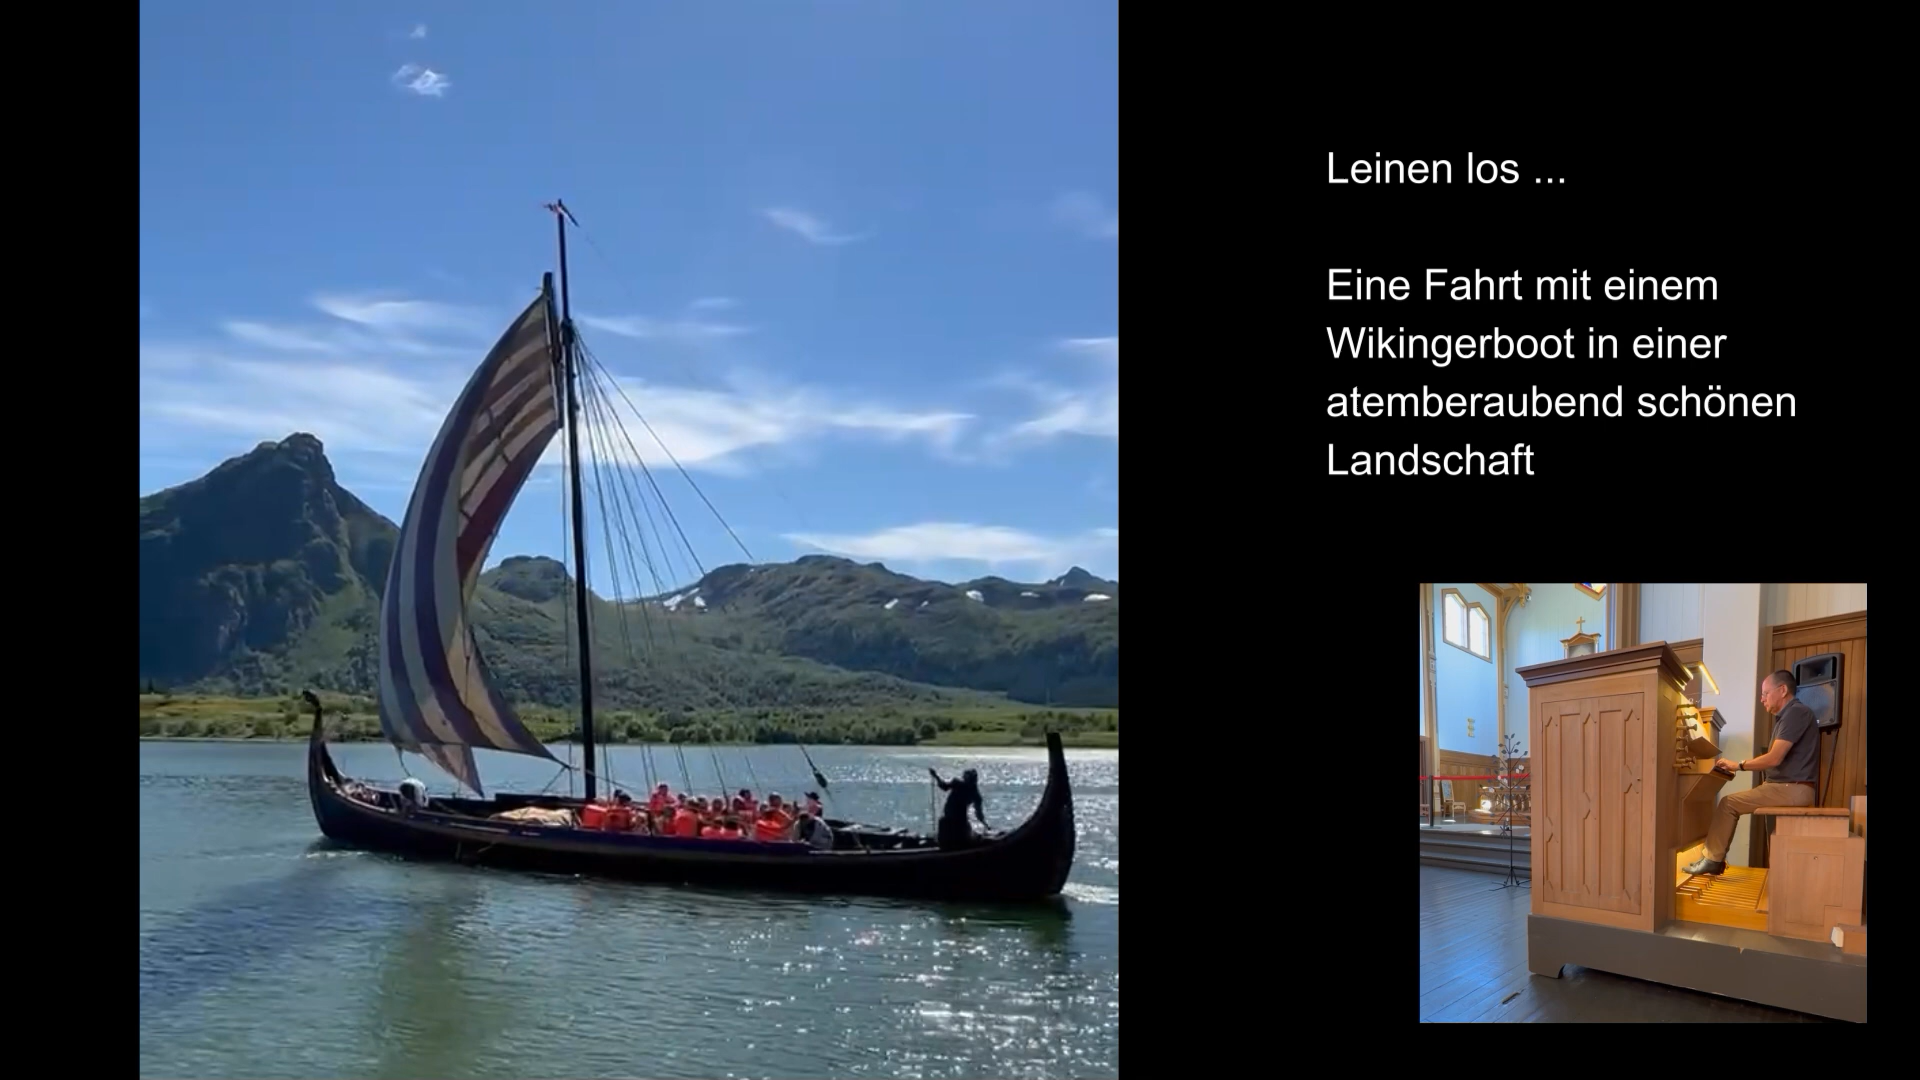 Leinen los ...
Eine Fahrt mit einem
Wikingerboot in einer
atemberaubend schönen
Landschaft